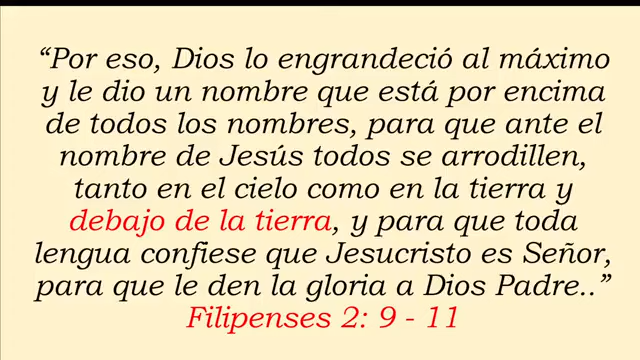 “Por eso, Dios lo engrandeció al máximo
y le dio un nombre que está por encima
de todos los nombres, para que ante el
nombre de Jesús todos se arrodillen,
tanto en el cielo como en la tierra y
debajo de la tierra, y para que toda
lengua confiese que Jesucristo es Señor,
para que le den la gloria a Dios Padre..”
Filipenses 2: 9 - 11